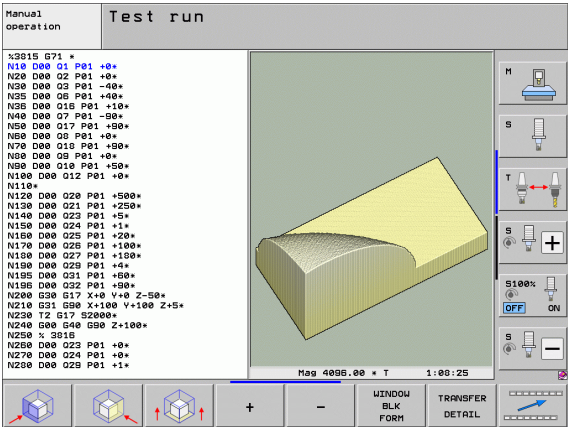 Manual
operation
Test run
%3815 G71 *
N10 D00 Q1 P01 +0*
N20 D00 Q2 P01 +0*
N30 D00 Q3 P01 -40*
N35 D00 Q6 P01 +40*
N36 D00 Q16 P01 +10*
N40 D00 Q7 P01 -90*
N50 D00 Q17 P01 +90*
N60 D00 Q8 P01 +0*
N70 D00 Q18 P01 +90*
N80 D00 Q9 P01 +0*
N90 D00 Q10 P01 +50*
N100 D00 Q12 P01 +0*
N110*
N120 D00 Q20 P01 +500*
N130 D00 Q21 P01 +250*
N140 D00 Q23 P01 +5*
N150 D00 Q24 P01 +1*
N160 D00 Q25 P01 +20*
N170 D00 Q26 P01 +100*
N180 D00 Q27 P01 +180*
N190 D00 Q29 P01 +4*
N195 D00 Q31 P01 +60*
N196 D00 Q32 P01 +90*
N200 G30 G17 X+0 Y+0 Z-50*
N210 G31 G90 X+100 Y+100 Z+5*
N230 T2 G17 S2000*
N240 G00 G40 G90 Z+100*
N250 % 3816
N260 D00 Q23 P01 +0*
N270 D00 Q24 P01 +0*
N280 D00 Q29 P01 +1*
Mag 4096.00 * T 1:08:25
M
S
T
S
+
S100%
OFF ON
S
−
+
−
WINDOW
BLK
FORM
TRANSFER
DETAIL